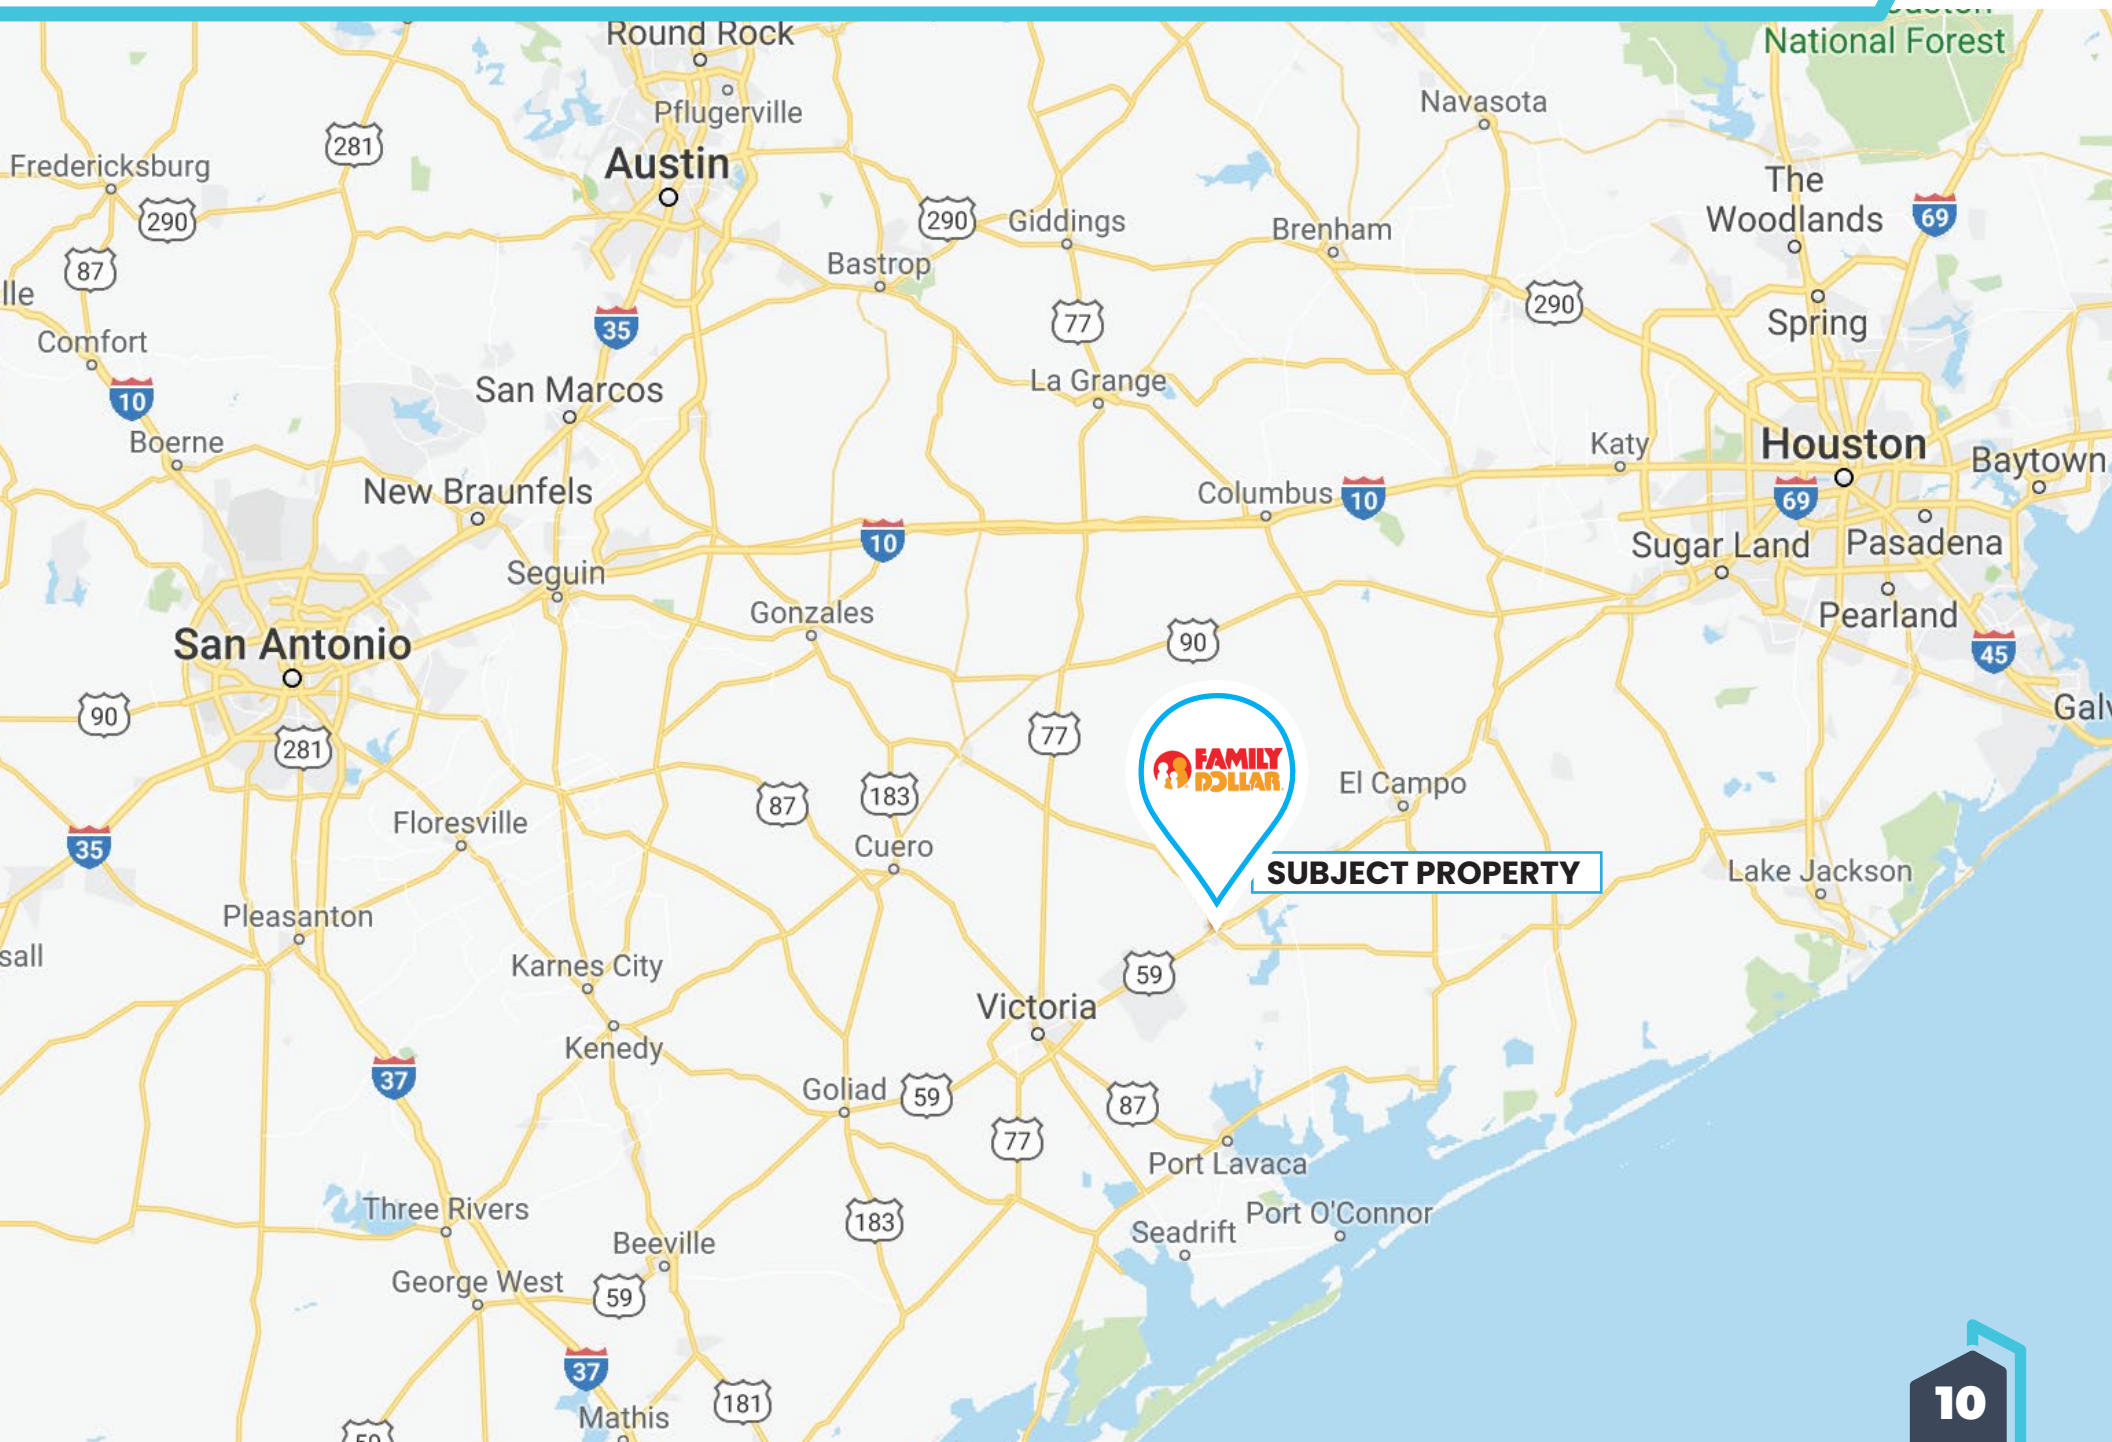 Round Rock
National Forest
Pflugerville
Navasota
281
Austin
Fredericksburg
The
Woodlands
290
290
Giddings
69
Brenham
87
Bastrop
lle
290
77
35
Spring
Comfort
La Grange
San Marcos
10
Boerne
Katy
Houston
Baytown
New Braunfels
Columbus
10
69
10
Sugar Land
Pasadena
Seguin
Gonzales
Pearland
San Antonio
90
45
90
Gal
281
77
FAMILY
DOLLAR
El Campo
87
183
Floresville
35
Cuero
SUBJECT PROPERTY
Lake Jackson
Pleasanton
sall
Karnes City
59
Victoria
Kenedy
37
Goliad
59
87
77
Port Lavaca
Three Rivers
183
Port O'Connor
Seadrift
Beeville
George West
59
37
181
Mathis
59
10